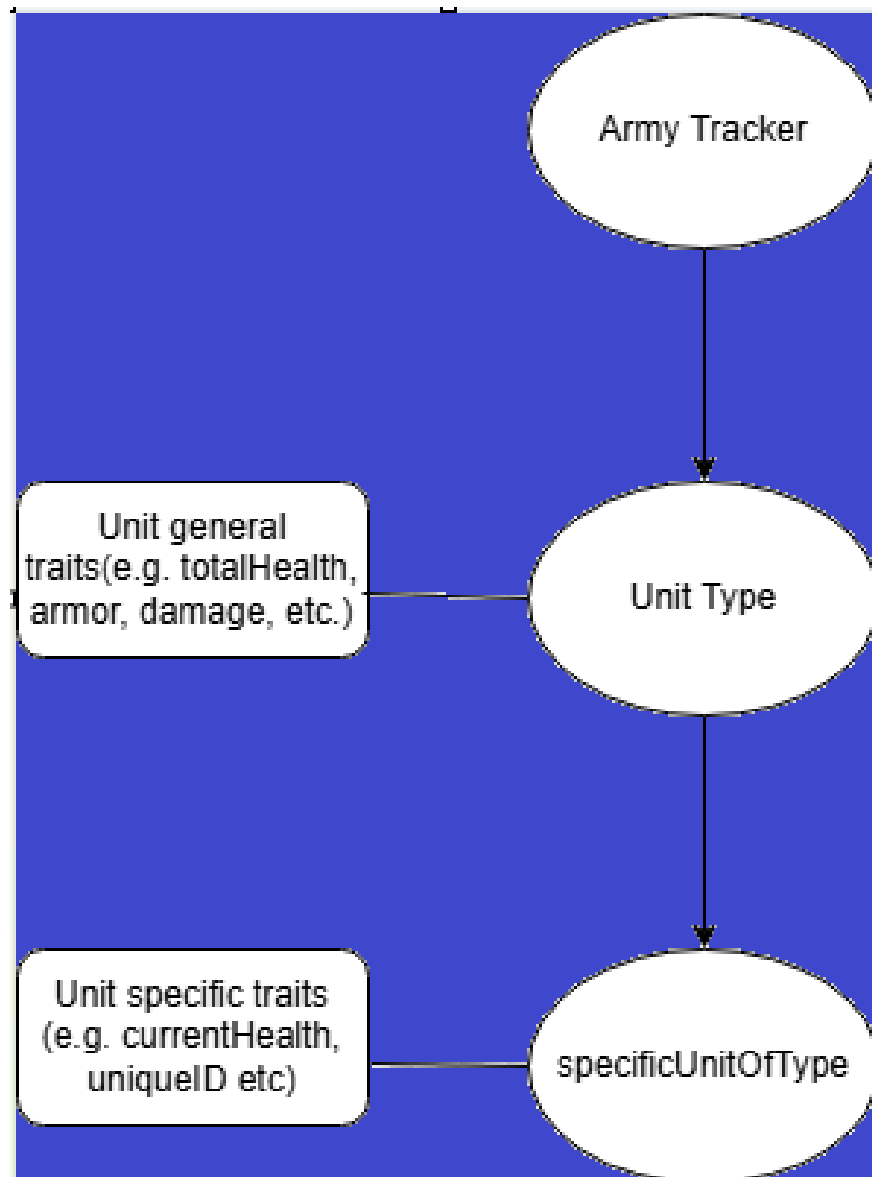 Army Tracker
Unit general
traits(e.g. totalHealth,
armor, damage, etc.)
Unit Type
Unit specific traits
(e.g. currentHealth,
uniqueID etc)
specificUnitOfType